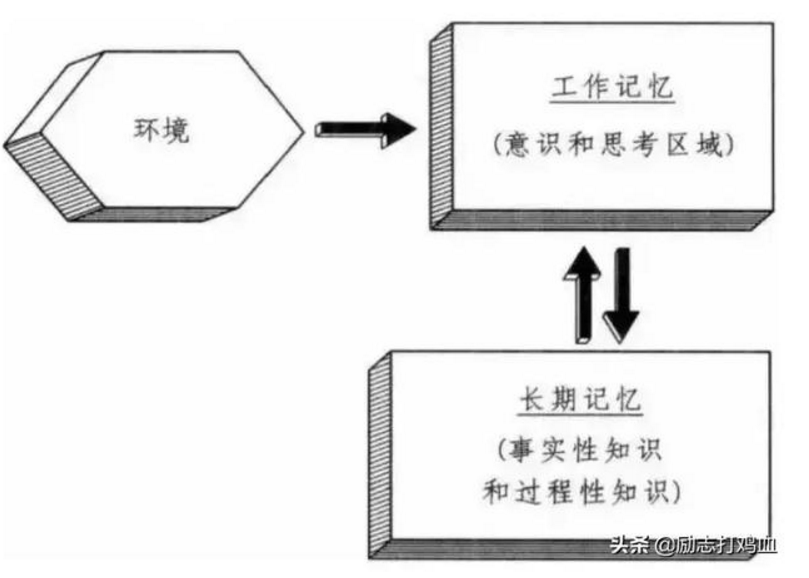 环境
工作记忆
(意识和思考区域)
长期记忆
(事实性知识
和过程性知识)
头条 @励志打鸡血